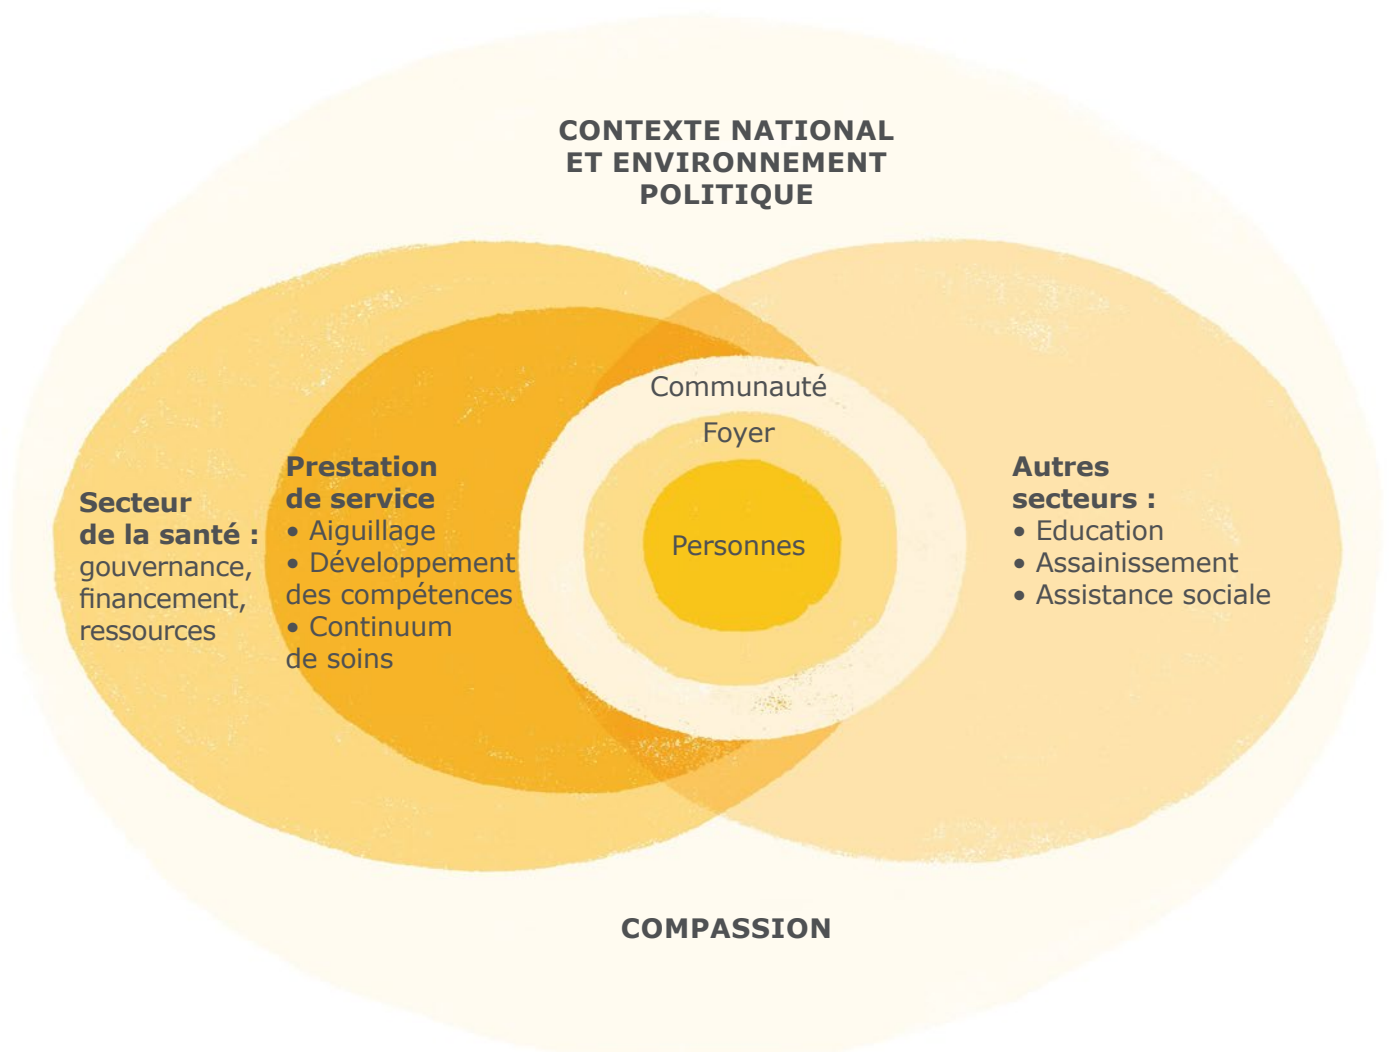 CONTEXTE NATIONAL
ET ENVIRONNEMENT
POLITIQUE
Communauté
Foyer
Personnes
Secteur
de la santé :
gouvernance,
financement,
ressources
Prestation
de service
• Aiguillage
• Développement
des compétences
• Continuum
de soins
Autres
secteurs :
• Education
• Assainissement
• Assistance sociale
COMPASSION